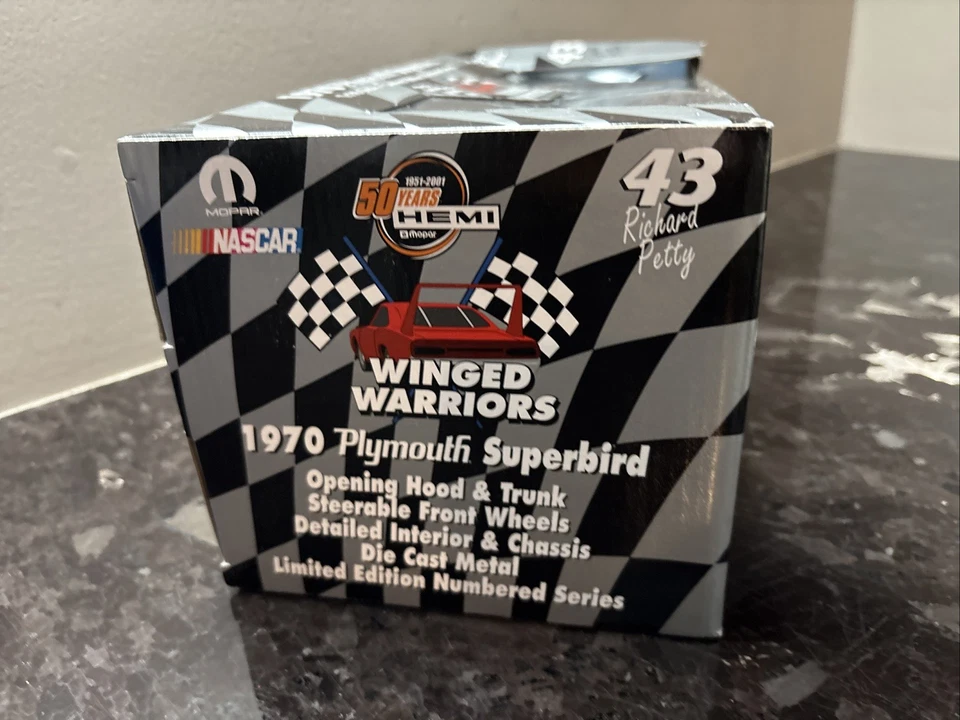 MOPAR
NASCAR
1951-2001
50 YEARS
HEMI
mopar
43
Richard
Petty
WINGED
WARRIORS
1970 Plymouth Superbird
Opening Hood & Trunk
Steerable Front Wheels
Detailed Interior & Chassis
Die Cast Metal
Limited Edition Numbered Series